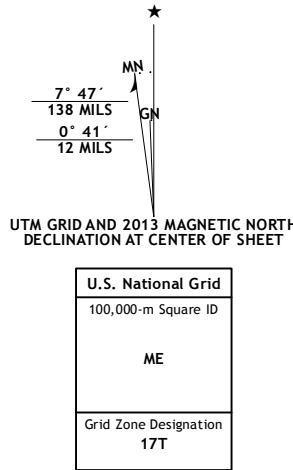 ★
MN
GN
7° 47´
138 MILS
0° 41´
12 MILS
UTM GRID AND 2013 MAGNETIC NORTH
DECLINATION AT CENTER OF SHEET
U.S. National Grid
100,000-m Square ID
ME
Grid Zone Designation
17T